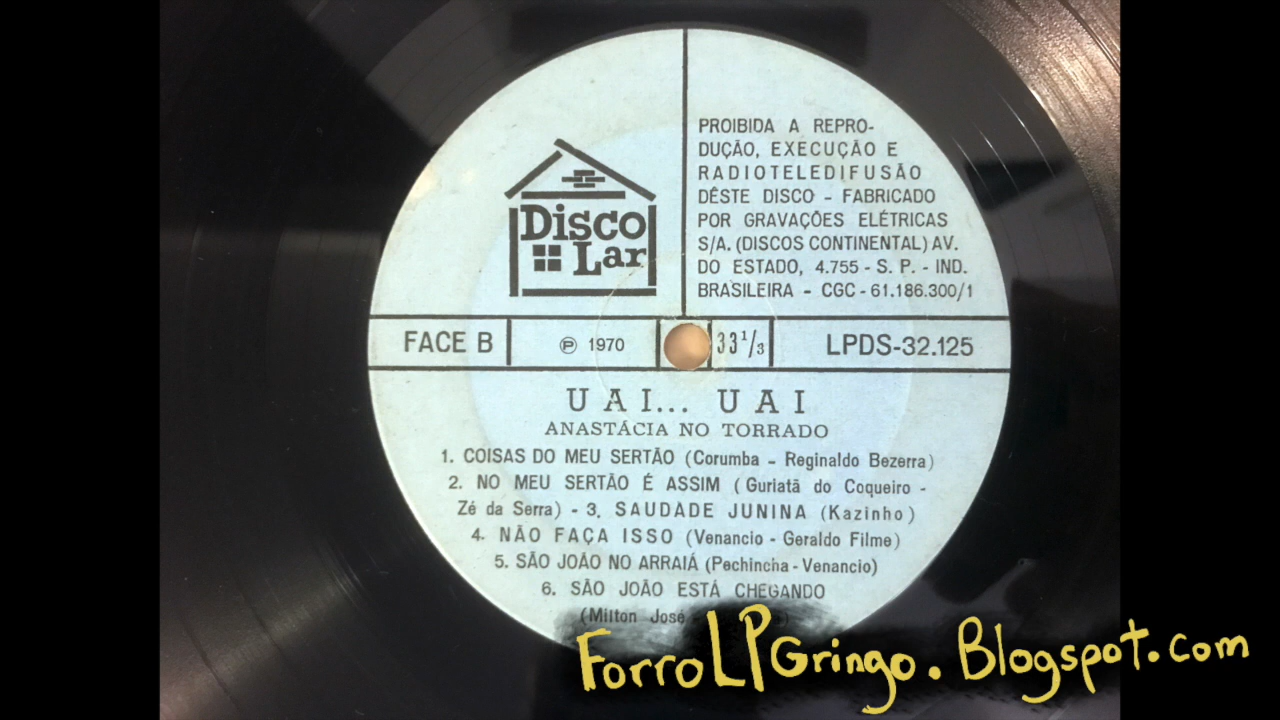 Disco
Lar
PROIBIDA A REPRO-
DUÇÃO, EXECUÇÃO E
RADIOTELEDIFUSÃO
DÊSTE DISCO - FABRICADO
POR GRAVAÇÕES ELÉTRICAS
S/A. (DISCOS CONTINENTAL) AV.
DO ESTADO, 4.755 - S. P. - IND.
BRASILEIRA - CGC - 61.186.300/1
FACE B ℗ 1970 33 1/3 LPDS-32.125
UAI... UAI
ANASTÁCIA NO TORRADO
1. COISAS DO MEU SERTÃO (Corumba - Reginaldo Bezerra)
2. NO MEU SERTÃO É ASSIM (Guriatã do Coqueiro -
Zé da Serra) - 3. SAUDADE JUNINA (Kazinho)
4. NÃO FAÇA ISSO (Venancio - Geraldo Filme)
5. SÃO JOÃO NO ARRAIÁ (Pechincha - Venancio)
6. SÃO JOÃO ESTÁ CHEGANDO
(Milton José -
ForroLPGringo.Blogspot.com